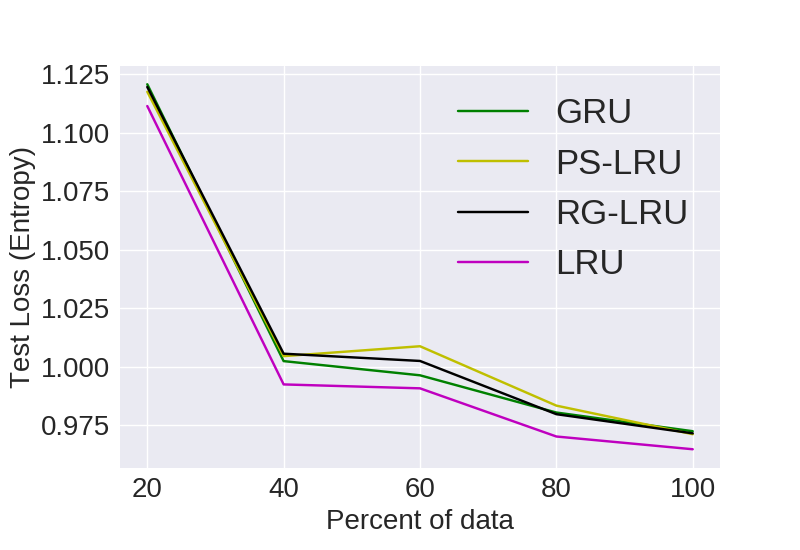 Test Loss (Entropy)
1.125
1.100
1.075
1.050
1.025
1.000
0.975
GRU
PS-LRU
RG-LRU
LRU
20 40 60 80 100
Percent of data